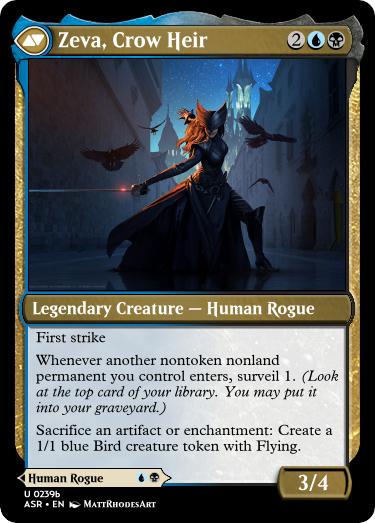 Zeva, Crow Heir 2
Legendary Creature — Human Rogue
First strike
Whenever another nontoken nonland
permanent you control enters, surveil 1. (Look
at the top card of your library. You may put it
into your graveyard.)
Sacrifice an artifact or enchantment: Create a
1/1 blue Bird creature token with Flying.
Human Rogue
3/4
U 0239b
ASR • EN MattRhodesArt